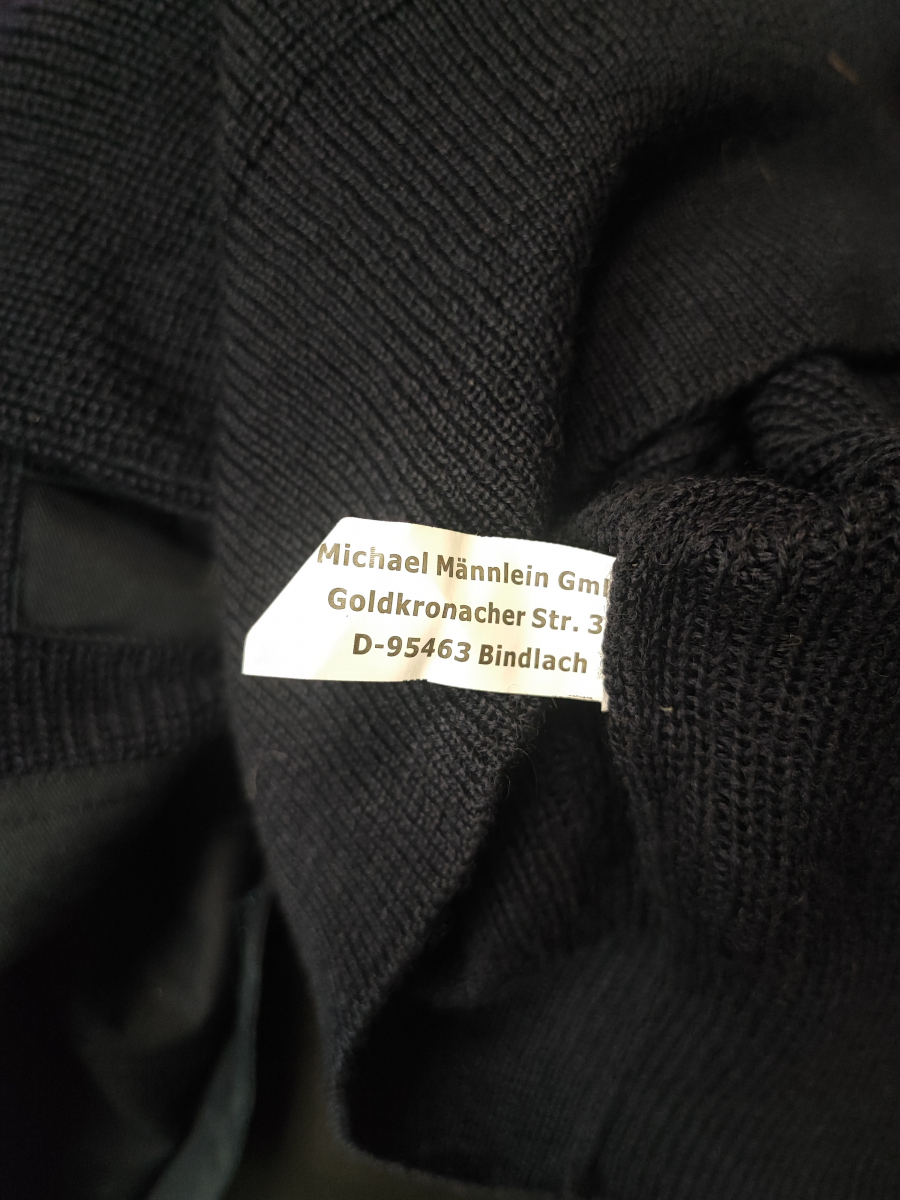 Michael Männlein Gm
Goldkronacher Str. 3
D-95463 Bindlach